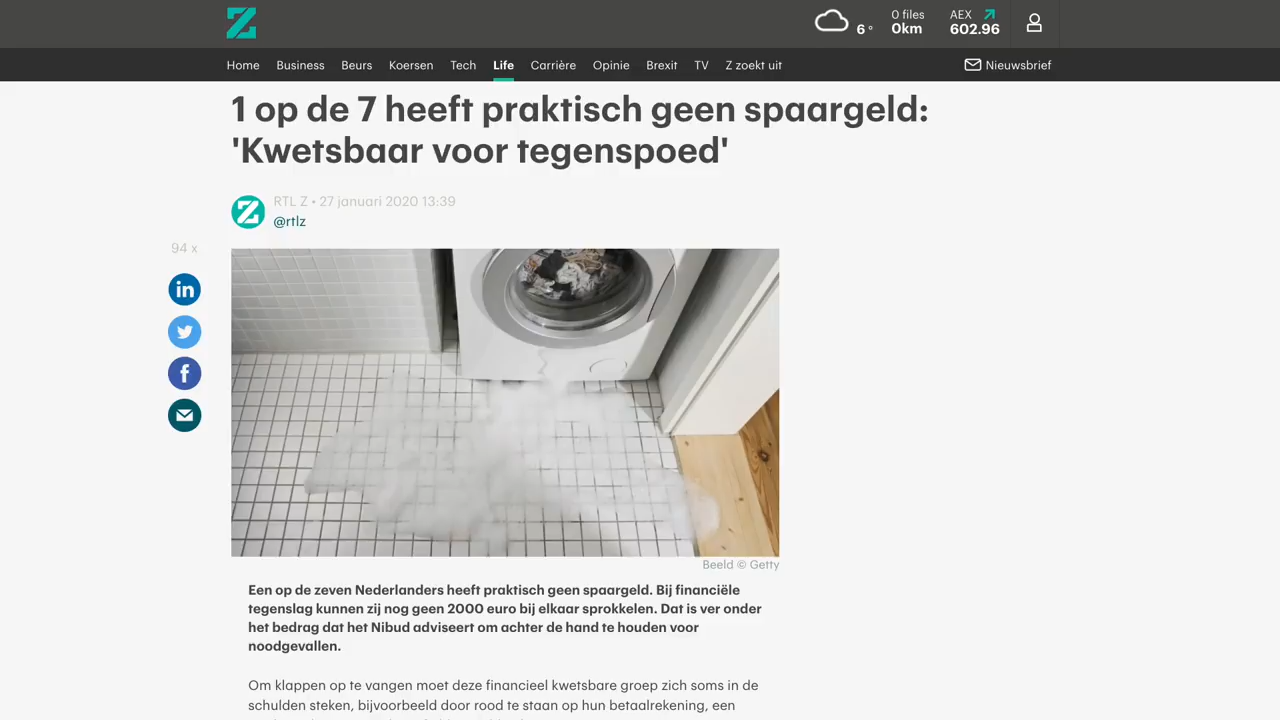 6 °
0 files
0km
AEX
602.96
Home Business Beurs Koersen Tech Life Carrière Opinie Brexit TV Z zoekt uit Nieuwsbrief
1 op de 7 heeft praktisch geen spaargeld:
'Kwetsbaar voor tegenspoed'
RTL Z • 27 januari 2020 13:39
@rtlz
94 x
Beeld © Getty
Een op de zeven Nederlanders heeft praktisch geen spaargeld. Bij financiële
tegenslag kunnen zij nog geen 2000 euro bij elkaar sprokkelen. Dat is ver onder
het bedrag dat het Nibud adviseert om achter de hand te houden voor
noodgevallen.
Om klappen op te vangen moet deze financieel kwetsbare groep zich soms in de
schulden steken, bijvoorbeeld door rood te staan op hun betaalrekening, een